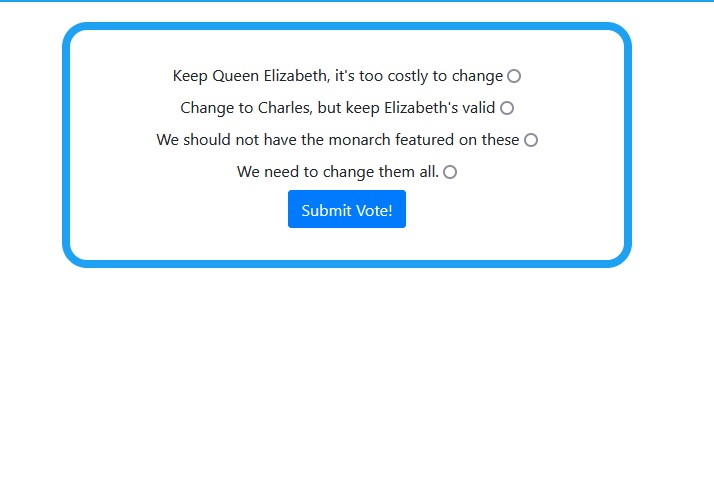 Keep Queen Elizabeth, it's too costly to change
Change to Charles, but keep Elizabeth's valid
We should not have the monarch featured on these
We need to change them all.
Submit Vote!